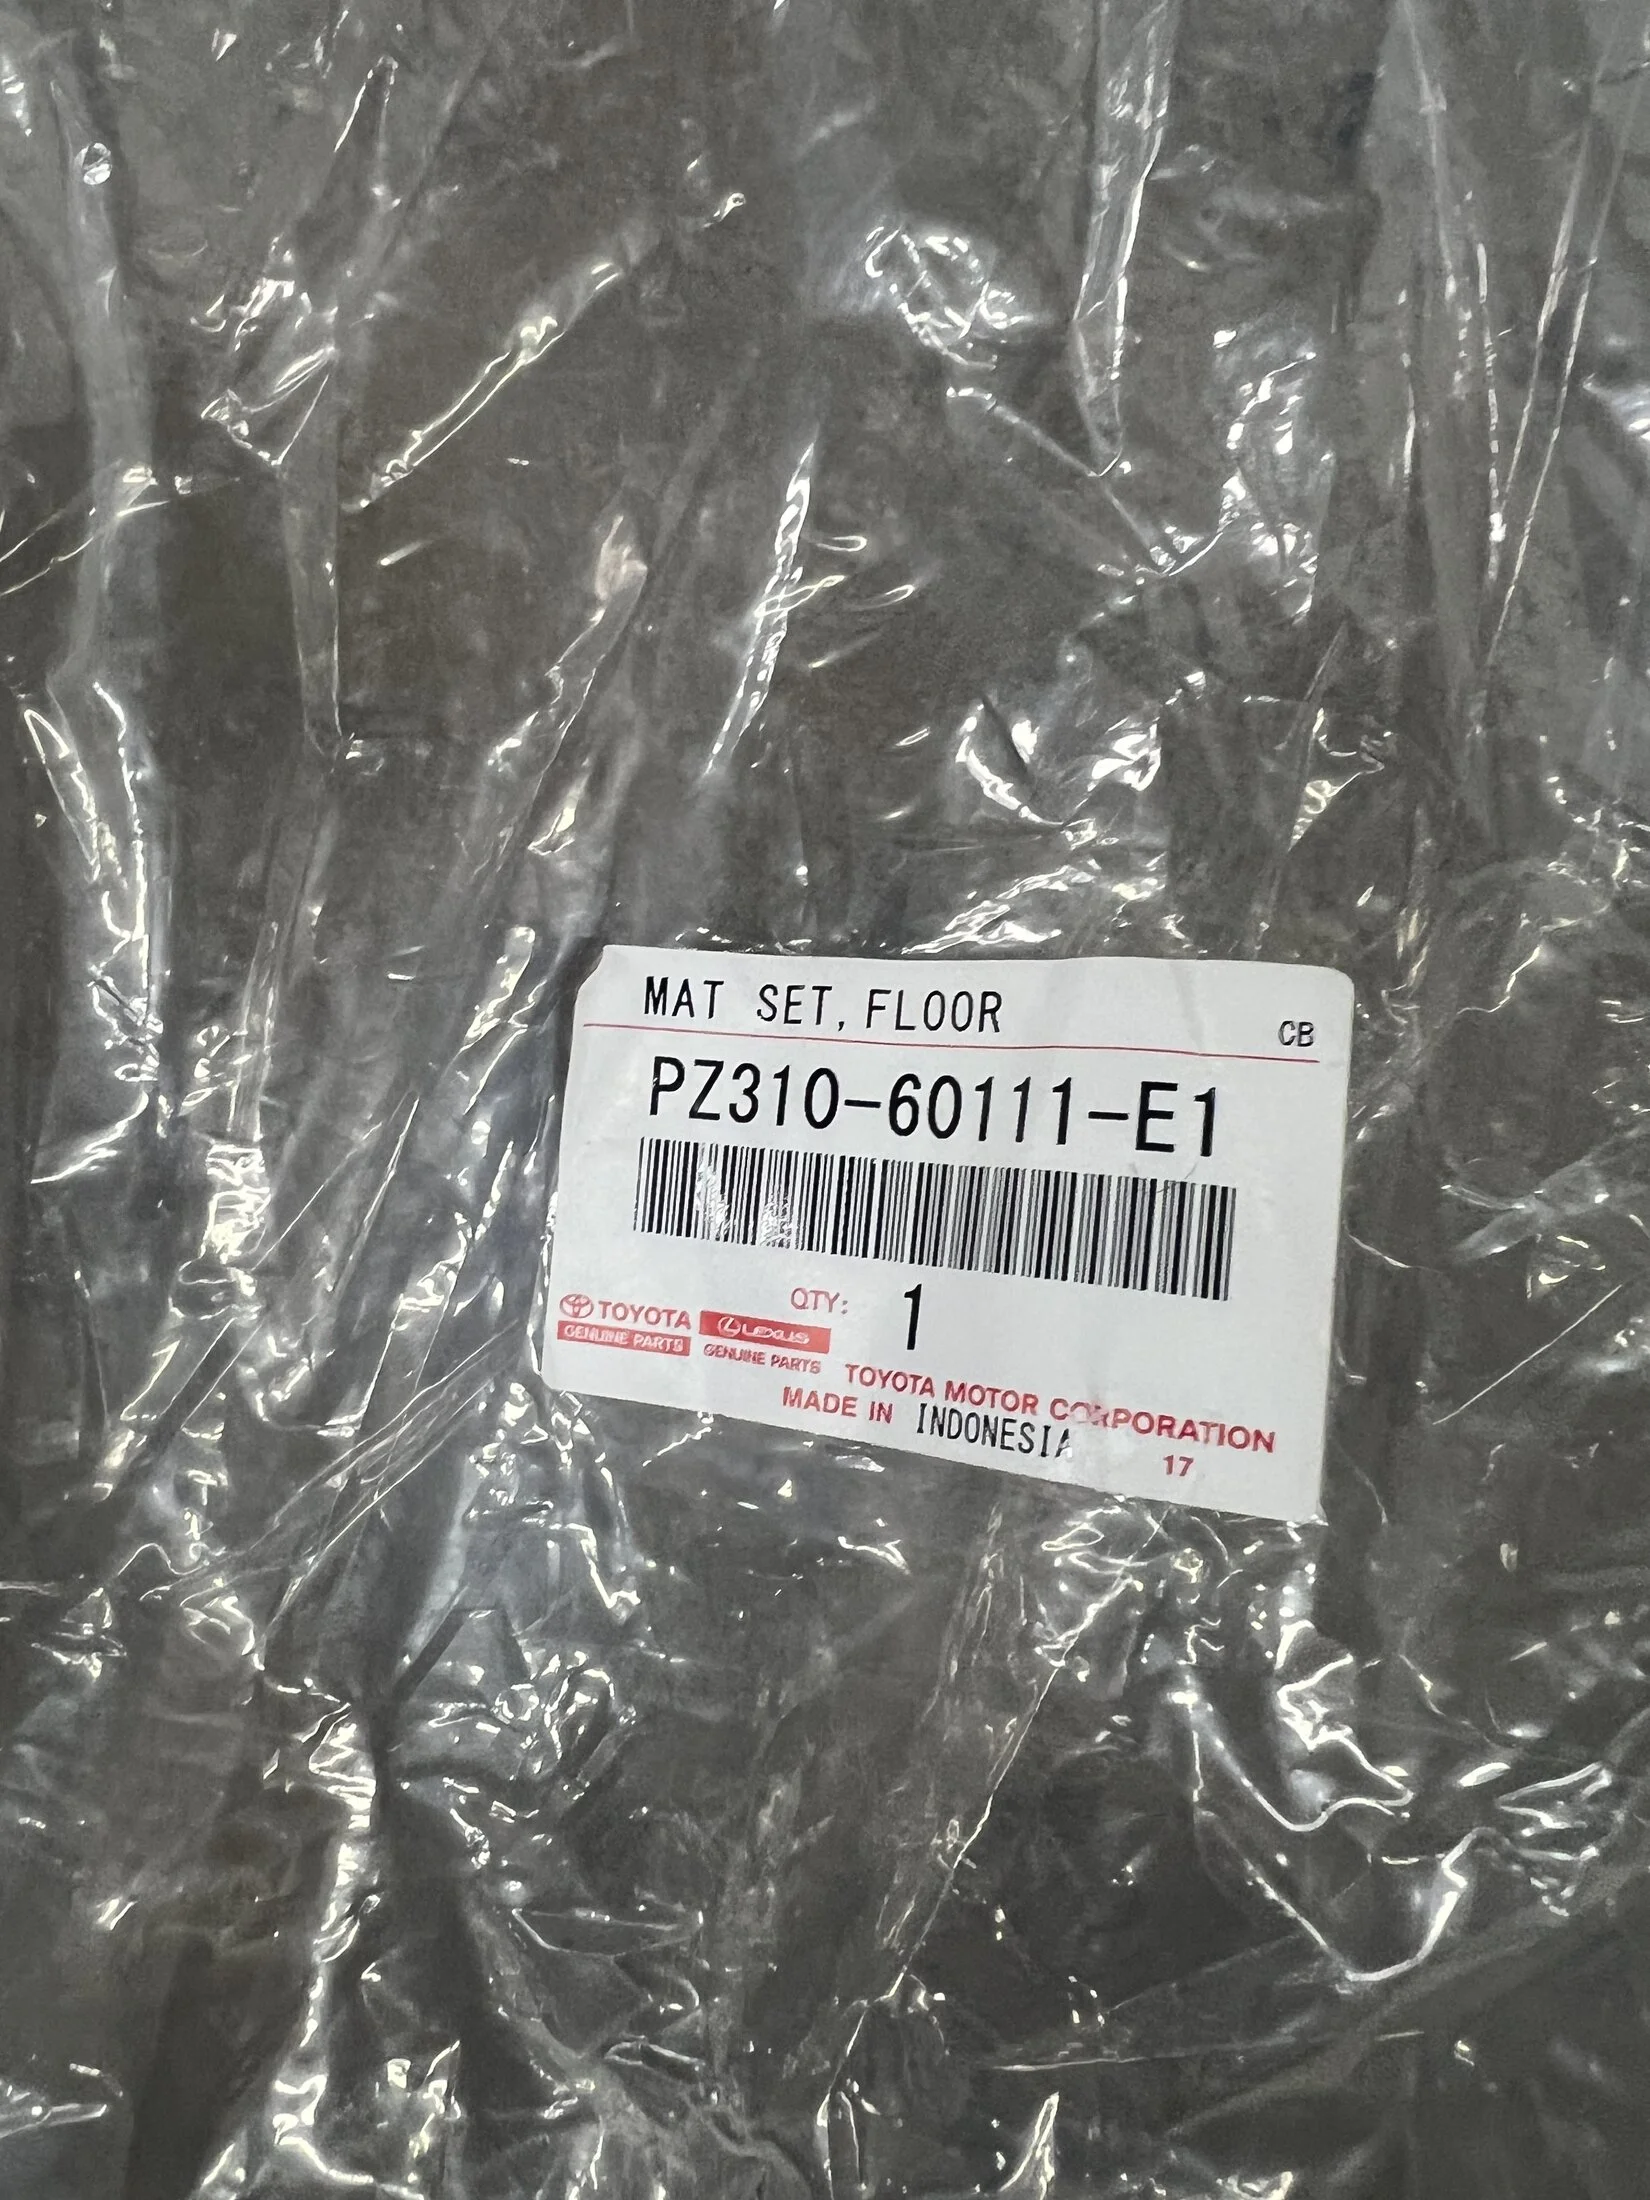 MAT SET, FLOOR
CB
PZ310-60111-E1
QTY: 1
TOYOTA
GENUINE PARTS
LEXUS
GENUINE PARTS
TOYOTA MOTOR CORPORATION
MADE IN INDONESIA
17